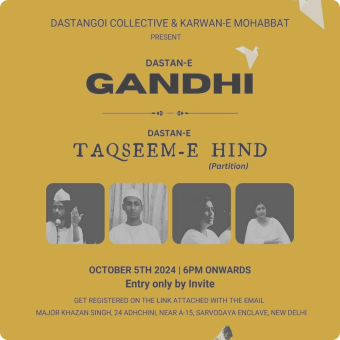 DASTANGOI COLLECTIVE & KARWAN-E MOHABBAT
PRESENT
DASTAN-E
GANDHI
DASTAN-E
TAQSEEM-E HIND
(Partition)
OCTOBER 5TH 2024 | 6PM ONWARDS
Entry only by Invite
GET REGISTERED ON THE LINK ATTACHED WITH THE EMAIL
MAJOR KHAZAN SINGH, 24 ADHCHINI, NEAR A-15, SARVODAYA ENCLAVE, NEW DELHI